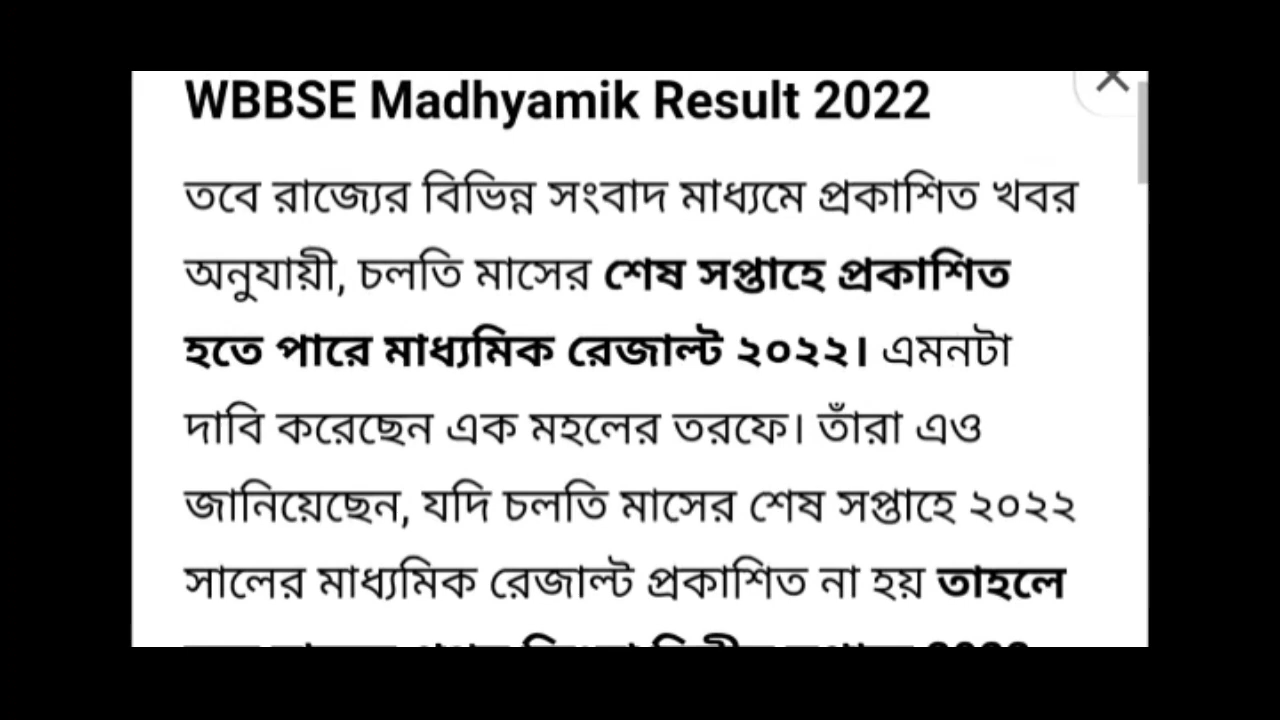 WBBSE Madhyamik Result 2022
তবে রাজ্যের বিভিন্ন সংবাদ মাধ্যমে প্রকাশিত খবর
অনুযায়ী, চলতি মাসের শেষ সপ্তাহে প্রকাশিত
হতে পারে মাধ্যমিক রেজাল্ট ২০২২। এমনটা
দাবি করেছেন এক মহলের তরফে। তাঁরা এও
জানিয়েছেন, যদি চলতি মাসের শেষ সপ্তাহে ২০২২
সালের মাধ্যমিক রেজাল্ট প্রকাশিত না হয় তাহলে